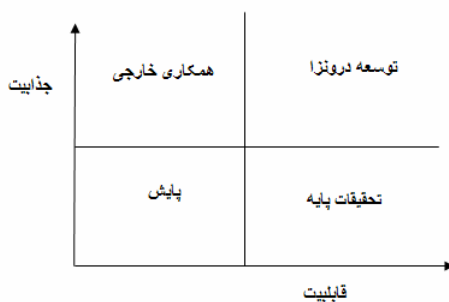 توسعه درونزا
همکاری خارجی
جذابیت
تحقیقات پایه
پایش
قابلیت